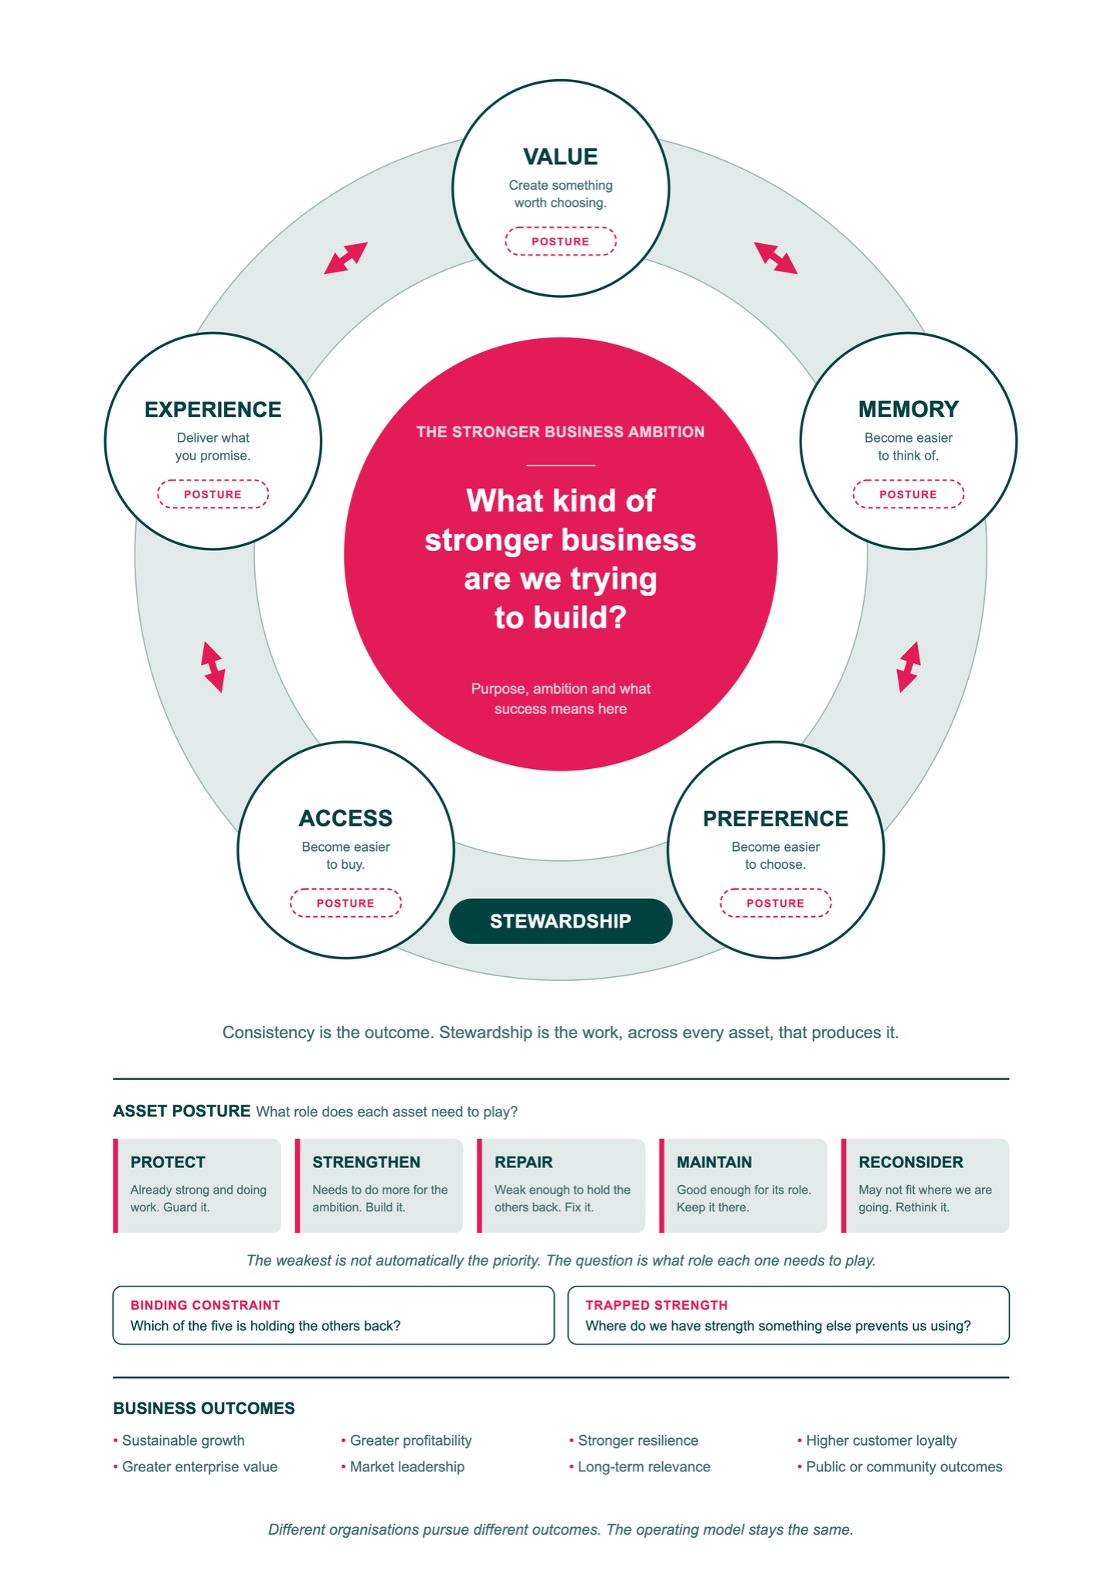 VALUE
Create something
worth choosing.
POSTURE
EXPERIENCE
Deliver what
you promise.
POSTURE
MEMORY
Become easier
to think of.
POSTURE
THE STRONGER BUSINESS AMBITION
What kind of
stronger business
are we trying
to build?
Purpose, ambition and what
success means here
ACCESS
Become easier
to buy.
POSTURE
PREFERENCE
Become easier
to choose.
POSTURE
STEWARDSHIP
Consistency is the outcome. Stewardship is the work, across every asset, that produces it.
ASSET POSTURE What role does each asset need to play?
PROTECT
Already strong and doing
work. Guard it.
STRENGTHEN
Needs to do more for the
ambition. Build it.
REPAIR
Weak enough to hold the
others back. Fix it.
MAINTAIN
Good enough for its role.
Keep it there.
RECONSIDER
May not fit where we are
going. Rethink it.
The weakest is not automatically the priority. The question is what role each one needs to play.
BINDING CONSTRAINT
Which of the five is holding the others back?
TRAPPED STRENGTH
Where do we have strength something else prevents us using?
BUSINESS OUTCOMES
• Sustainable growth
• Greater profitability
• Stronger resilience
• Higher customer loyalty
• Greater enterprise value
• Market leadership
• Long-term relevance
• Public or community outcomes
Different organisations pursue different outcomes. The operating model stays the same.